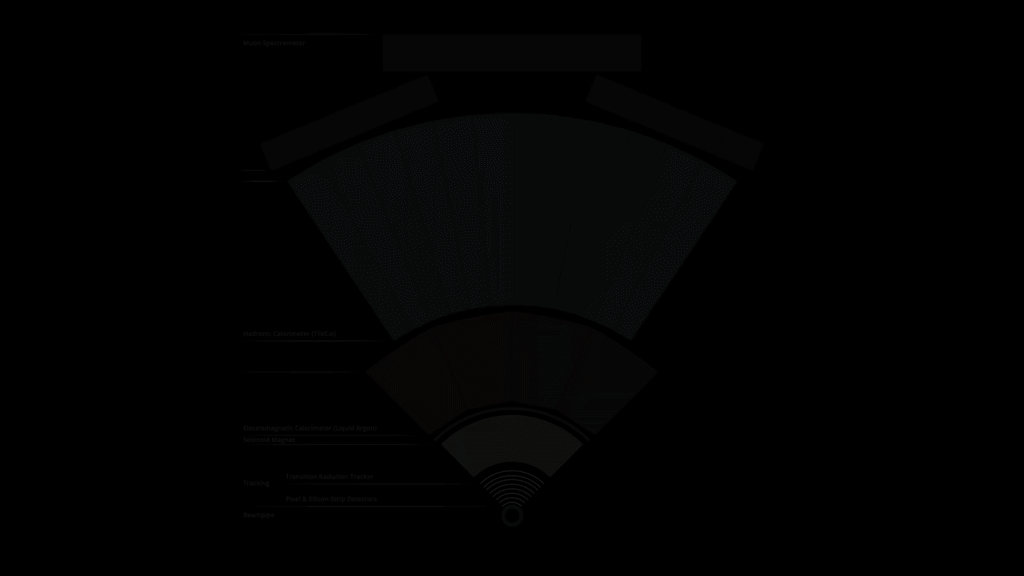 Muon Spectrometer
Hadronic Calorimeter (TileCal)
Electromagnetic Calorimeter (Liquid Argon)
Solenoid Magnet
Transition Radiation Tracker
Tracking
Pixel & Silicon Strip Detectors
Beampipe